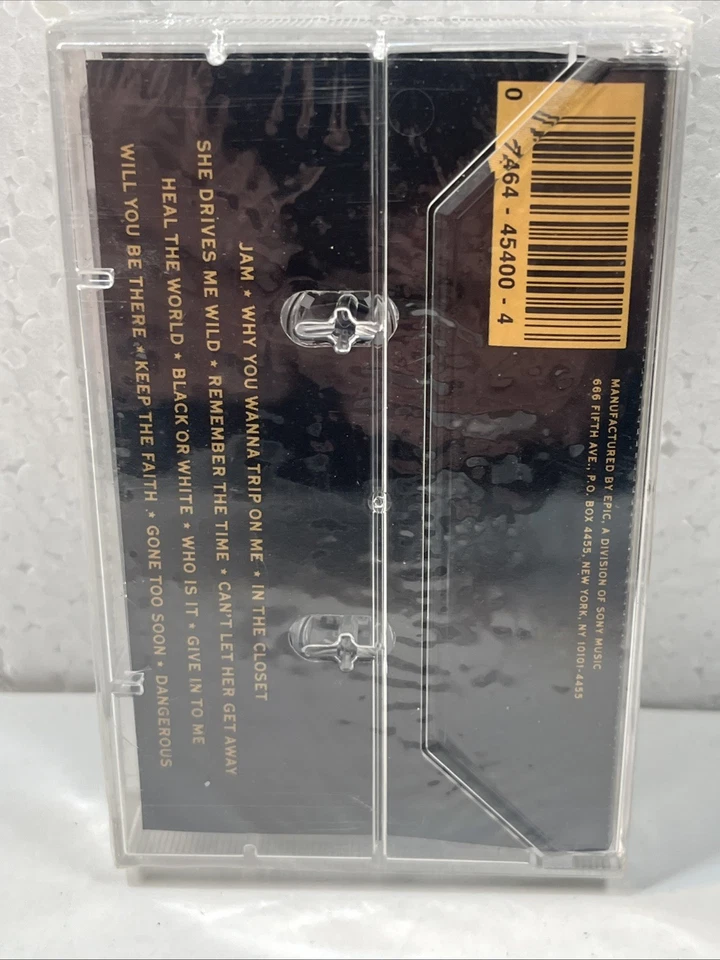 JAM * WHY YOU WANNA TRIP ON ME * IN THE CLOSET
SHE DRIVES ME WILD * REMEMBER THE TIME * CAN'T LET HER GET AWAY
HEAL THE WORLD * BLACK OR WHITE * WHO IS IT * GIVE IN TO ME
WILL YOU BE THERE * KEEP THE FAITH * GONE TOO SOON * DANGEROUS
0 7464-45400-4
MANUFACTURED BY EPIC, A DIVISION OF SONY MUSIC
666 FIFTH AVE., P.O. BOX 4455, NEW YORK, NY 10101-4455